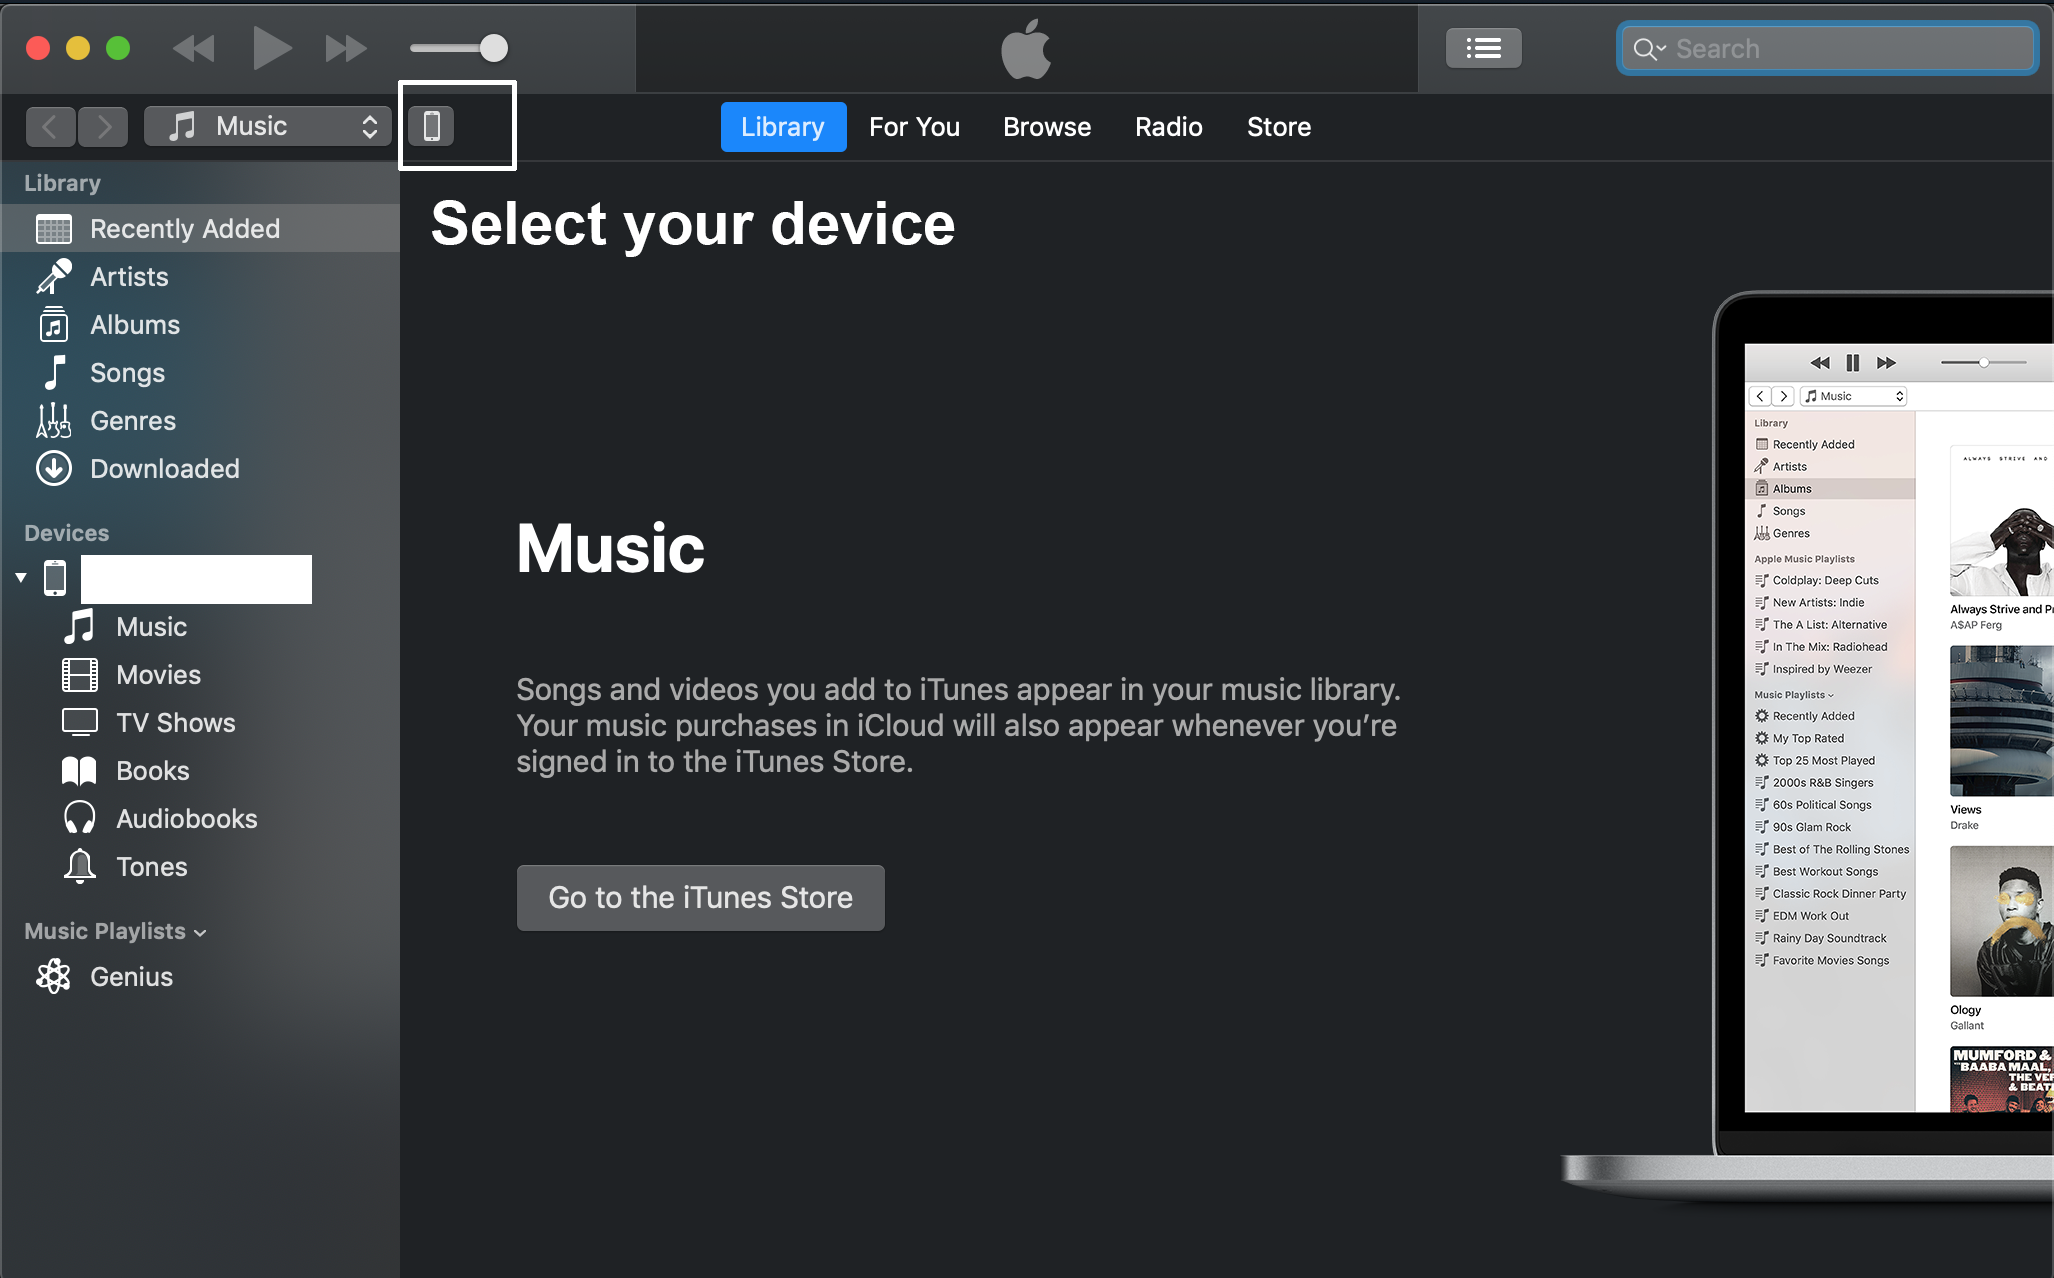 Search
Music
Library
For You
Browse
Radio
Store
Library
Recently Added
Artists
Albums
Songs
Genres
Downloaded
Devices
Music
Movies
TV Shows
Books
Audiobooks
Tones
Music Playlists
Genius
Select your device
Music
Songs and videos you add to iTunes appear in your music library.
Your music purchases in iCloud will also appear whenever you’re
signed in to the iTunes Store.
Go to the iTunes Store
Music
Library
Recently Added
Artists
Albums
Songs
Genres
Apple Music Playlists
Coldplay: Deep Cuts
New Artists: Indie
The A List: Alternative
In The Mix: Radiohead
Inspired by Weezer
Music Playlists
Recently Added
My Top Rated
Top 25 Most Played
2000s R&B Singers
60s Political Songs
90s Glam Rock
Best of The Rolling Stones
Best Workout Songs
Classic Rock Dinner Party
EDM Work Out
Rainy Day Soundtrack
Favorite Movies Songs
ALWAYS STRIVE AND
Always Strive and Pr
A$AP Ferg
Views
Drake
Ology
Gallant
MUMFORD &
BAABA MAAL,
THE VER
& BEAT